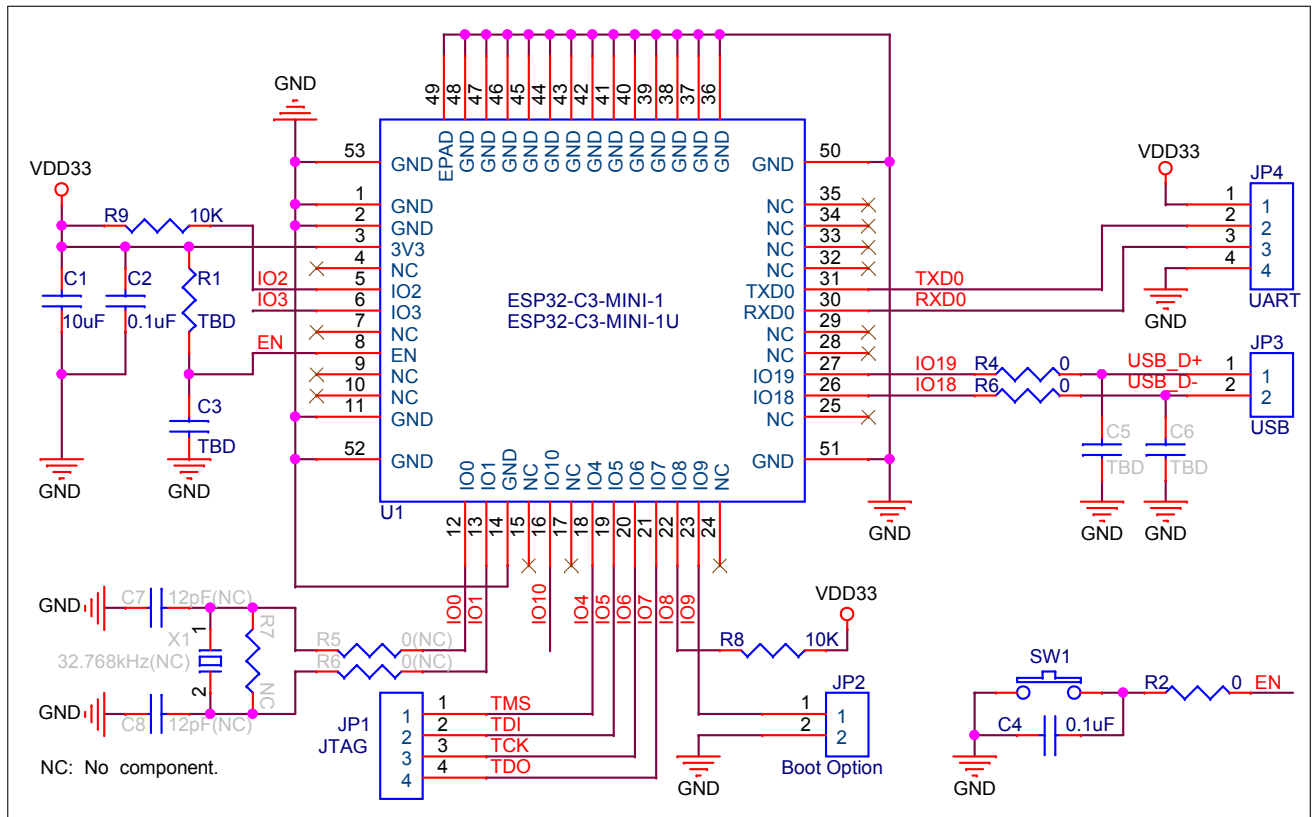 49
48
47
46
45
44
43
42
41
40
39
38
37
36
EPAD
GND
GND
GND
GND
GND
GND
GND
GND
GND
GND
GND
GND
GND
GND
53
GND
1
GND
2
GND
3
3V3
4
NC
5
IO2
6
IO3
7
NC
8
EN
9
NC
10
NC
11
GND
52
GND
ESP32-C3-MINI-1
ESP32-C3-MINI-1U
GND
50
NC
35
NC
34
NC
33
NC
32
TXD0
31
RXD0
30
NC
29
NC
28
IO19
27
IO18
26
NC
25
GND
51
U1
IO0
IO1
GND
NC
IO10
NC
IO4
IO5
IO6
IO7
IO8
IO9
NC
12
13
14
15
16
17
18
19
20
21
22
23
24
VDD33
R9
10K
C1
10uF
C2
0.1uF
R1
TBD
IO2
IO3
EN
C3
TBD
GND
GND
TXD0
RXD0
VDD33
JP4
1
2
3
4
1
2
3
4
UART
GND
IO19
R4
0
USB_D+
IO18
R6
0
USB_D-
JP3
1
2
1
2
USB
C5
TBD
C6
TBD
GND
GND
GND
IO0
IO1
IO10
IO4
IO5
IO6
IO7
IO8
IO9
GND
C7
12pF(NC)
X1
1
32.768kHz(NC)
2
R7
NC
GND
C8
12pF(NC)
R5
0(NC)
R6
0(NC)
NC: No component.
JP1
JTAG
1
2
3
4
1
TMS
2
TDI
3
TCK
4
TDO
R8
10K
VDD33
JP2
1
2
1
2
Boot Option
GND
SW1
R2
0
EN
C4
0.1uF
GND